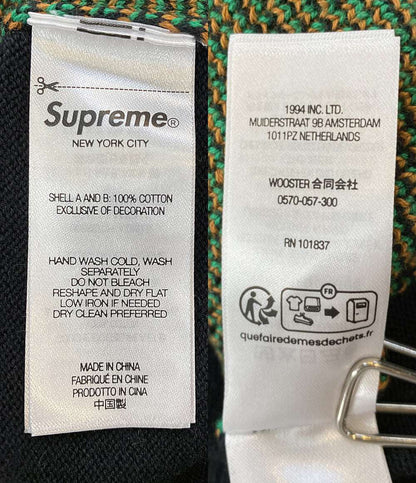 Supreme®
NEW YORK CITY
SHELL A AND B: 100% COTTON
EXCLUSIVE OF DECORATION
HAND WASH COLD, WASH
SEPARATELY
DO NOT BLEACH
RESHAPE AND DRY FLAT
LOW IRON IF NEEDED
DRY CLEAN PREFERRED
MADE IN CHINA
FABRIQUÉ EN CHINE
PRODOTTO IN CINA
中国製
1994 INC. LTD.
MUIDERSTRAAT 9B AMSTERDAM
1011PZ NETHERLANDS
WOOSTER 合同会社
0570-057-300
RN 101837
FR
quefairedemesdechets.fr